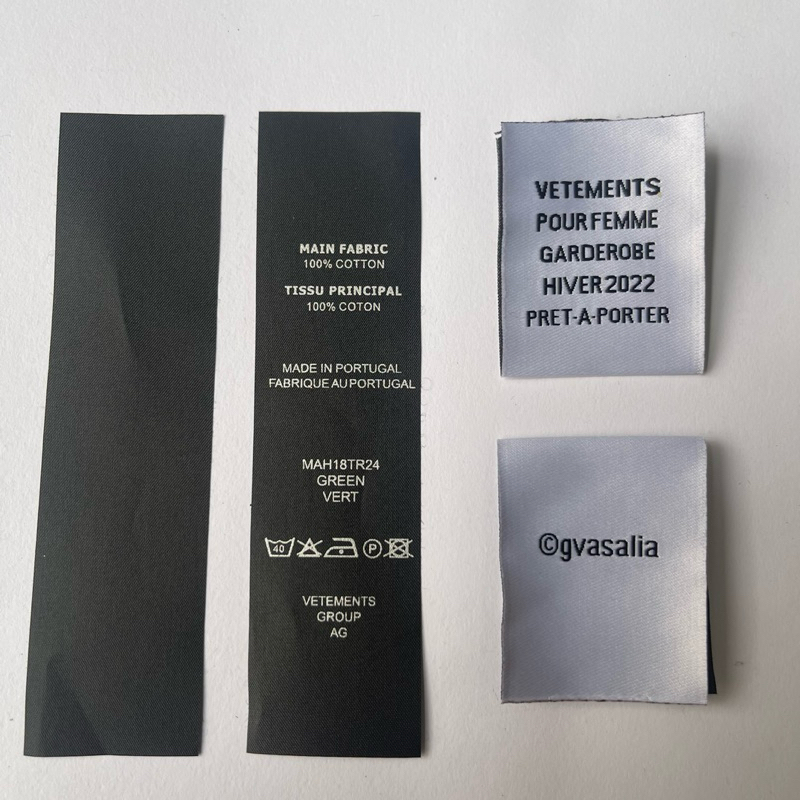 MAIN FABRIC
100% COTTON
TISSU PRINCIPAL
100% COTON
MADE IN PORTUGAL
FABRIQUE AU PORTUGAL
MAH18TR24
GREEN
VERT
40
P
VETEMENTS
GROUP
AG
VETEMENTS
POUR FEMME
GARDEROBE
HIVER 2022
PRET-A-PORTER
©gvasalia